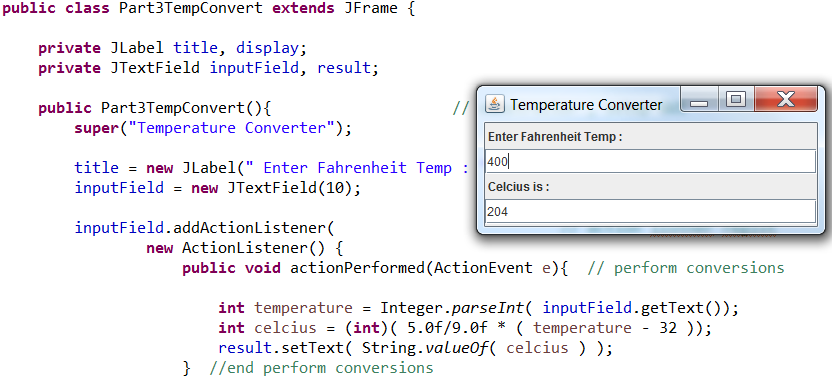 public class Part3TempConvert extends JFrame {
private JLabel title, display;
private JTextField inputField, result;
public Part3TempConvert(){ //
super("Temperature Converter");
title = new JLabel(" Enter Fahrenheit Temp :
inputField = new JTextField(10);
inputField.addActionListener(
new ActionListener() {
public void actionPerformed(ActionEvent e){ // perform conversions
int temperature = Integer.parseInt( inputField.getText());
int celcius = (int)( 5.0f/9.0f * ( temperature - 32 ));
result.setText( String.valueOf( celcius ) );
} //end perform conversions
Temperature Converter
Enter Fahrenheit Temp :
400
Celcius is :
204